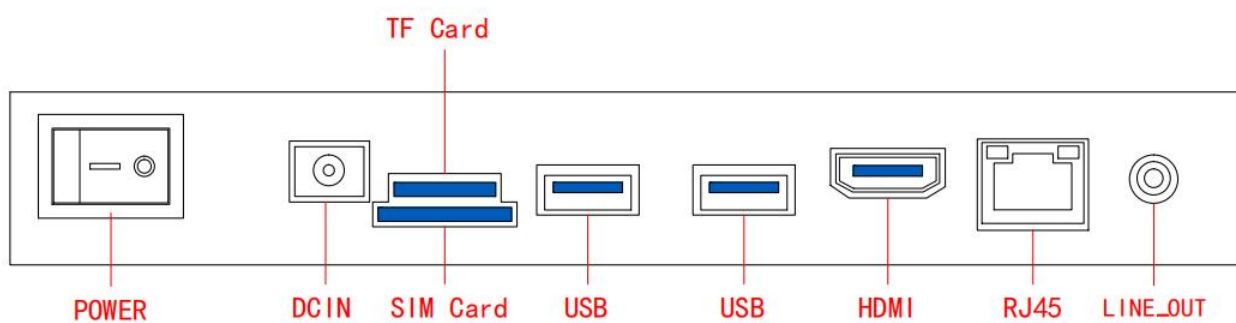 TF Card
POWER
DCIN
SIM Card
USB
USB
HDMI
RJ45
LINE_OUT